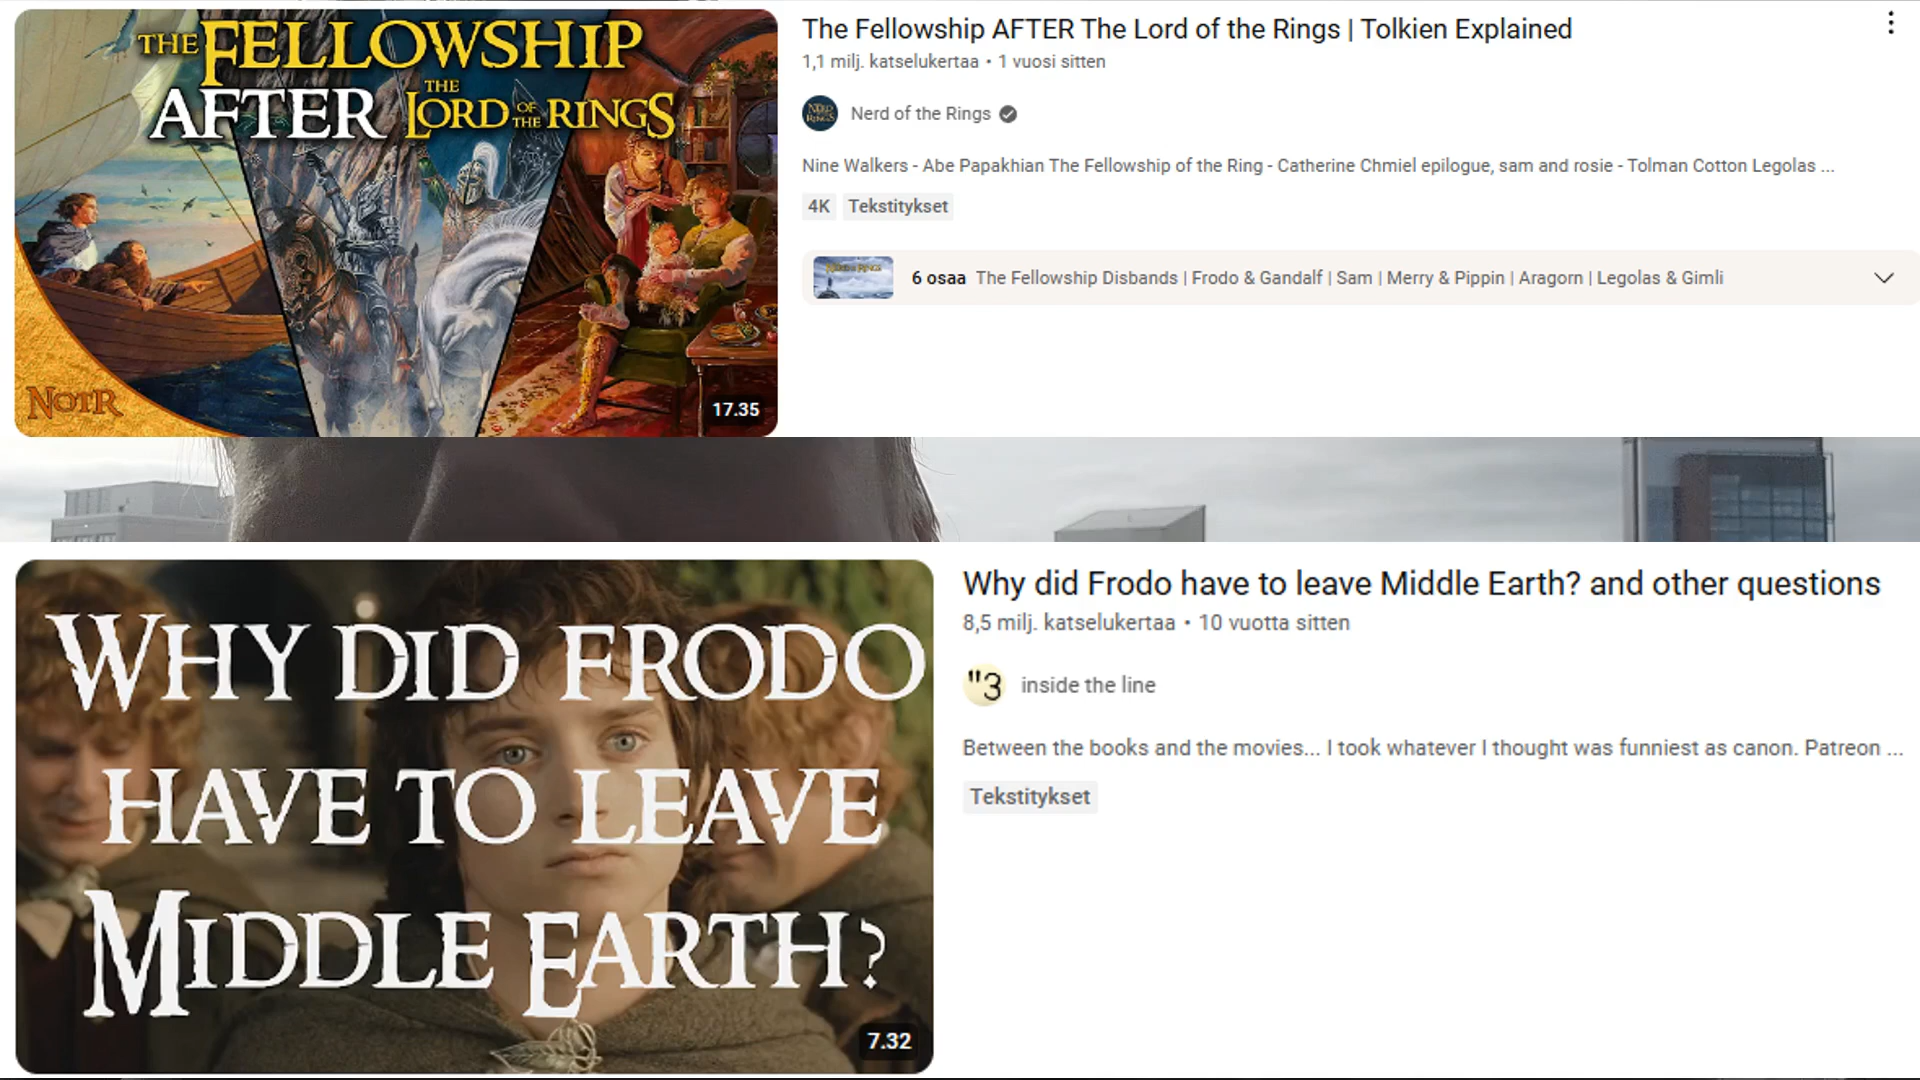 THE FELLOWSHIP
AFTER THE LORD OF THE RINGS
NOTR
17.35
The Fellowship AFTER The Lord of the Rings | Tolkien Explained
1,1 milj. katselukertaa • 1 vuosi sitten
NERD OF THE RINGS
Nerd of the Rings
Nine Walkers - Abe Papakhian The Fellowship of the Ring - Catherine Chmiel epilogue, sam and rosie - Tolman Cotton Legolas ...
4K Tekstitykset
6 osaa The Fellowship Disbands | Frodo & Gandalf | Sam | Merry & Pippin | Aragorn | Legolas & Gimli
WHY DID FRODO
HAVE TO LEAVE
MIDDLE EARTH?
7.32
Why did Frodo have to leave Middle Earth? and other questions
8,5 milj. katselukertaa • 10 vuotta sitten
"3
inside the line
Between the books and the movies... I took whatever I thought was funniest as canon. Patreon ...
Tekstitykset